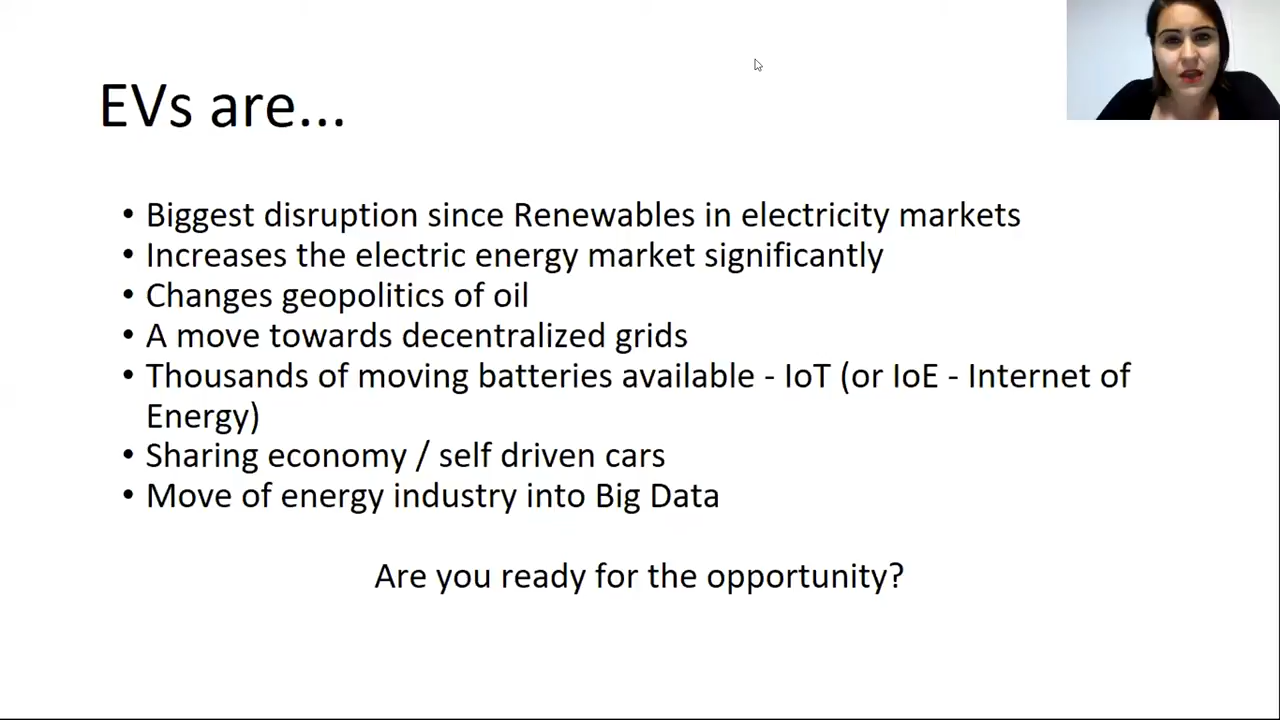 EVs are...
• Biggest disruption since Renewables in electricity markets
• Increases the electric energy market significantly
• Changes geopolitics of oil
• A move towards decentralized grids
• Thousands of moving batteries available - IoT (or IoE - Internet of
Energy)
• Sharing economy / self driven cars
• Move of energy industry into Big Data
Are you ready for the opportunity?